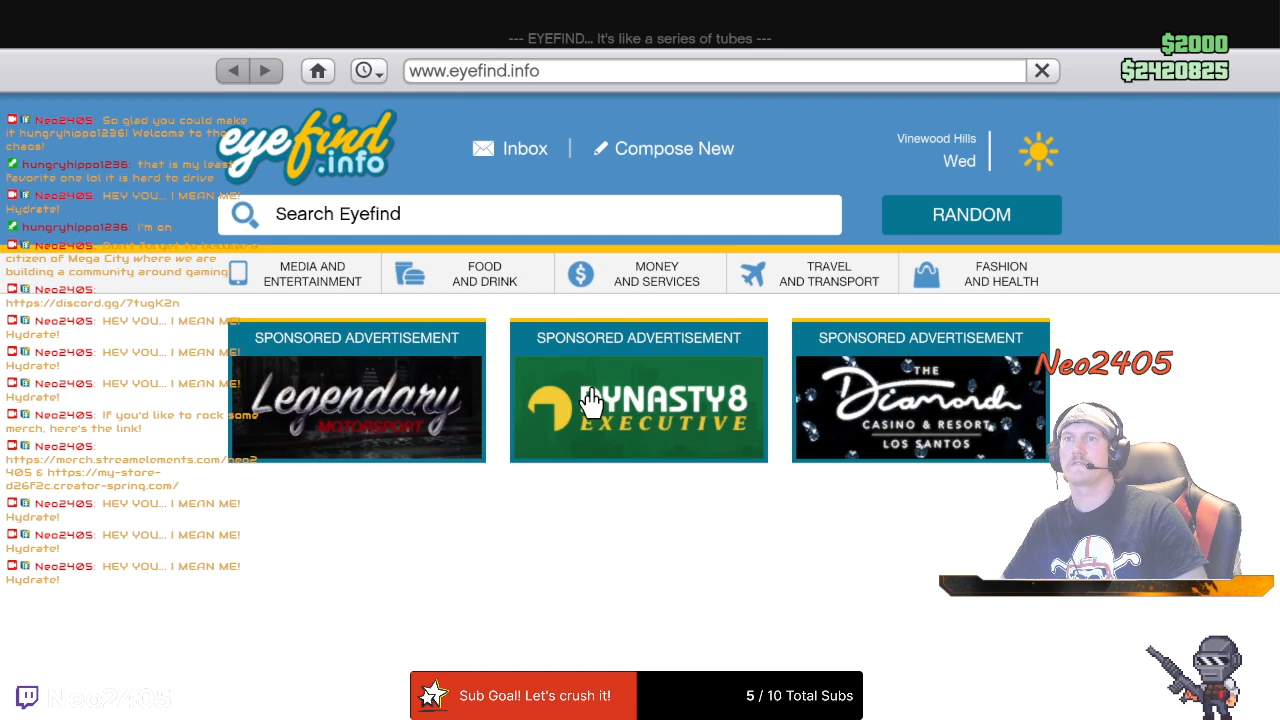 --- EYEFIND... It's like a series of tubes ---
$2000
www.eyefind.info
$2420825
eyefind
.info
Inbox
Compose New
Vinewood Hills
Wed
Search Eyefind
RANDOM
MEDIA AND
ENTERTAINMENT
FOOD
AND DRINK
MONEY
AND SERVICES
TRAVEL
AND TRANSPORT
FASHION
AND HEALTH
Neo2405: So glad you could make
it hungryhippo1236! Welcome to the
chaos!
hungryhippo1236: that is my least
favorite one lol it is hard to drive
Neo2405: HEY YOU... I MEAN ME!
Hydrate!
hungryhippo1236: I'm on
Neo2405: Don't forget to become a
citizen of Mega City where we are
building a community around gaming!
Neo2405:
https://discord.gg/7tugK2n
Neo2405: HEY YOU... I MEAN ME!
Hydrate!
Neo2405: HEY YOU... I MEAN ME!
Hydrate!
Neo2405: HEY YOU... I MEAN ME!
Hydrate!
Neo2405: If you'd like to rock some
merch, here's the link!
Neo2405:
https://merch.streamelements.com/neo2
405 & https://my-store-
d26f2c.creator-spring.com/
Neo2405: HEY YOU... I MEAN ME!
Hydrate!
Neo2405: HEY YOU... I MEAN ME!
Hydrate!
Neo2405: HEY YOU... I MEAN ME!
Hydrate!
SPONSORED ADVERTISEMENT
Legendary
MOTORSPORT
SPONSORED ADVERTISEMENT
DYNASTY8
EXECUTIVE
SPONSORED ADVERTISEMENT
THE
Diamond
CASINO & RESORT
LOS SANTOS
Neo2405
Neo2405
Sub Goal! Let's crush it!
5 / 10 Total Subs